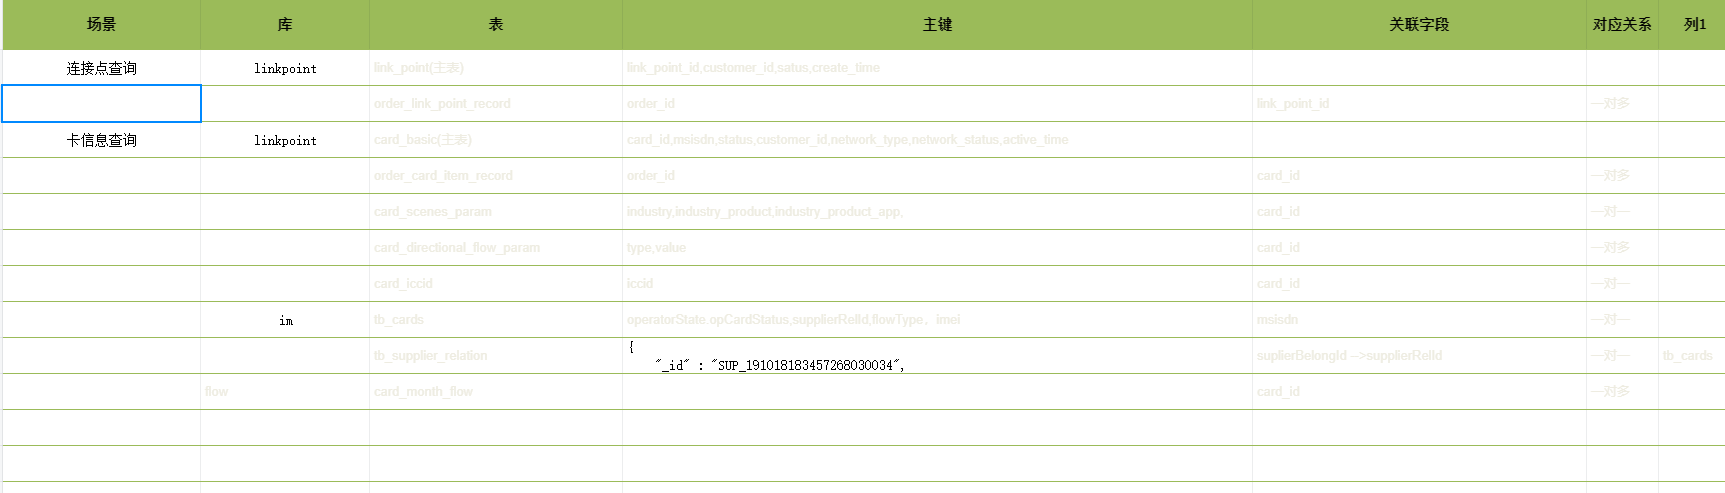 场景 库 表 主键 关联字段 对应关系 列1
连接点查询 linkpoint link_point(主表) link_point_id,customer_id,satus,create_time
order_link_point_record order_id link_point_id 一对多
卡信息查询 linkpoint card_basic(主表) card_id,msisdn,status,customer_id,network_type,network_status,active_time
order_card_item_record order_id card_id 一对多
card_scenes_param industry,industry_product,industry_product_app, card_id 一对一
card_directional_flow_param type,value card_id 一对多
card_iccid iccid card_id 一对一
im tb_cards operatorState.opCardStatus,supplierRelId,flowType，imei msisdn 一对一
tb_supplier_relation { suplierBelongId -->supplierRelId 一对一 tb_cards
"_id" : "SUP_191018183457268030034",
flow card_month_flow card_id 一对多